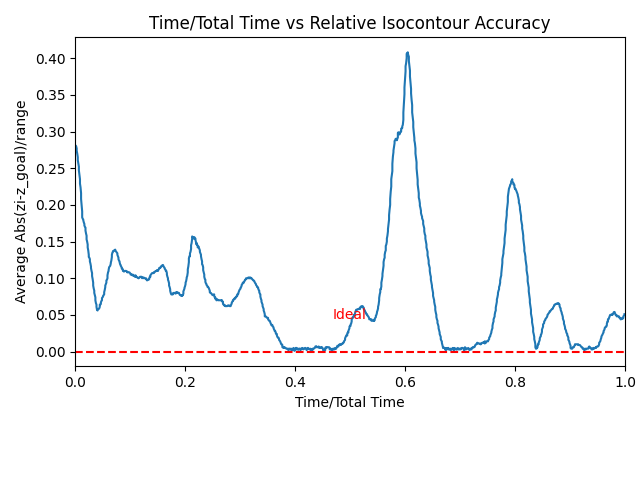 Time/Total Time vs Relative Isocontour Accuracy
Average Abs(zi-z_goal)/range
0.40
0.35
0.30
0.25
0.20
0.15
0.10
0.05
0.00
Ideal
0.0 0.2 0.4 0.6 0.8 1.0
Time/Total Time